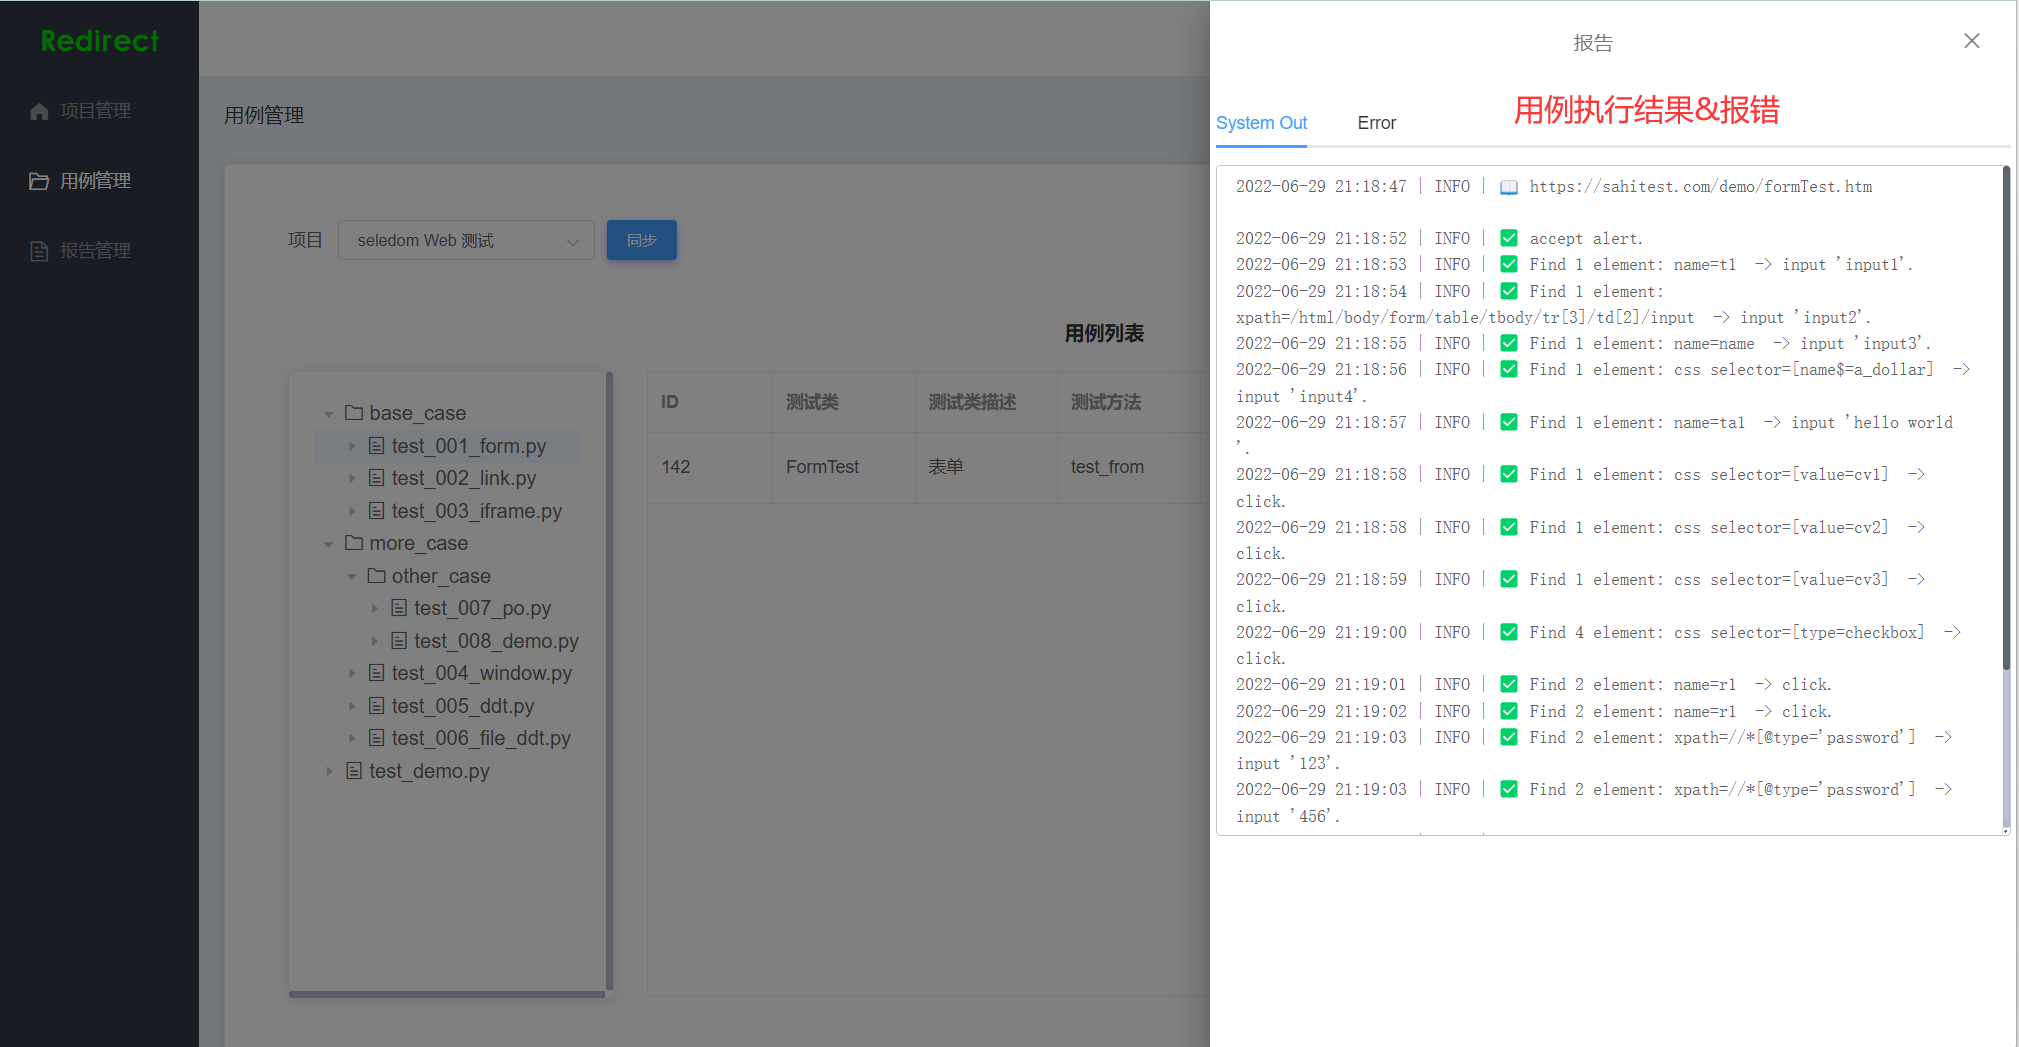 Redirect
项目管理
用例管理
报告管理
用例管理
项目
seledom Web 测试
同步
用例列表
base_case
test_001_form.py
test_002_link.py
test_003_iframe.py
more_case
other_case
test_007_po.py
test_008_demo.py
test_004_window.py
test_005_ddt.py
test_006_file_ddt.py
test_demo.py
ID 测试类 测试类描述 测试方法
142 FormTest 表单 test_from
报告
用例执行结果&报错
System Out Error
2022-06-29 21:18:47 | INFO | 📖 https://sahitest.com/demo/formTest.htm
2022-06-29 21:18:52 | INFO | ✅ accept alert.
2022-06-29 21:18:53 | INFO | ✅ Find 1 element: name=t1 -> input 'input1'.
2022-06-29 21:18:54 | INFO | ✅ Find 1 element:
xpath=/html/body/form/table/tbody/tr[3]/td[2]/input -> input 'input2'.
2022-06-29 21:18:55 | INFO | ✅ Find 1 element: name=name -> input 'input3'.
2022-06-29 21:18:56 | INFO | ✅ Find 1 element: css selector=[name$=a_dollar] ->
input 'input4'.
2022-06-29 21:18:57 | INFO | ✅ Find 1 element: name=ta1 -> input 'hello world
'.
2022-06-29 21:18:58 | INFO | ✅ Find 1 element: css selector=[value=cv1] ->
click.
2022-06-29 21:18:58 | INFO | ✅ Find 1 element: css selector=[value=cv2] ->
click.
2022-06-29 21:18:59 | INFO | ✅ Find 1 element: css selector=[value=cv3] ->
click.
2022-06-29 21:19:00 | INFO | ✅ Find 4 element: css selector=[type=checkbox] ->
click.
2022-06-29 21:19:01 | INFO | ✅ Find 2 element: name=r1 -> click.
2022-06-29 21:19:02 | INFO | ✅ Find 2 element: name=r1 -> click.
2022-06-29 21:19:03 | INFO | ✅ Find 2 element: xpath=//*[@type='password'] ->
input '123'.
2022-06-29 21:19:03 | INFO | ✅ Find 2 element: xpath=//*[@type='password'] ->
input '456'.